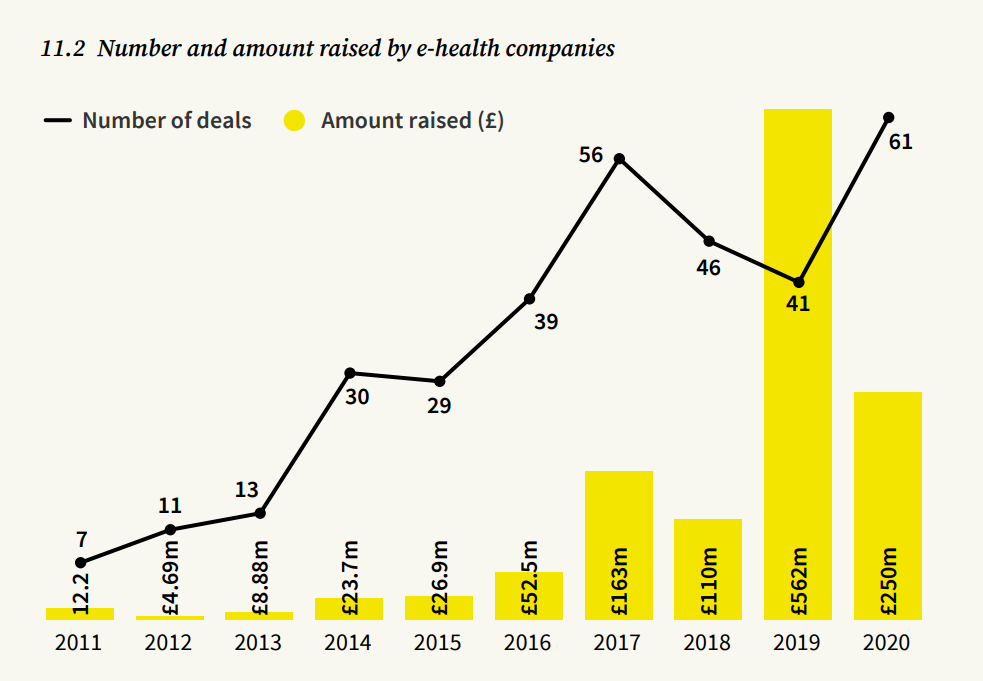 11.2 Number and amount raised by e-health companies
Number of deals
Amount raised (£)
7
11
13
30
29
39
56
46
41
61
12.2
£4.69m
£8.88m
£23.7m
£26.9m
£52.5m
£163m
£110m
£562m
£250m
2011
2012
2013
2014
2015
2016
2017
2018
2019
2020